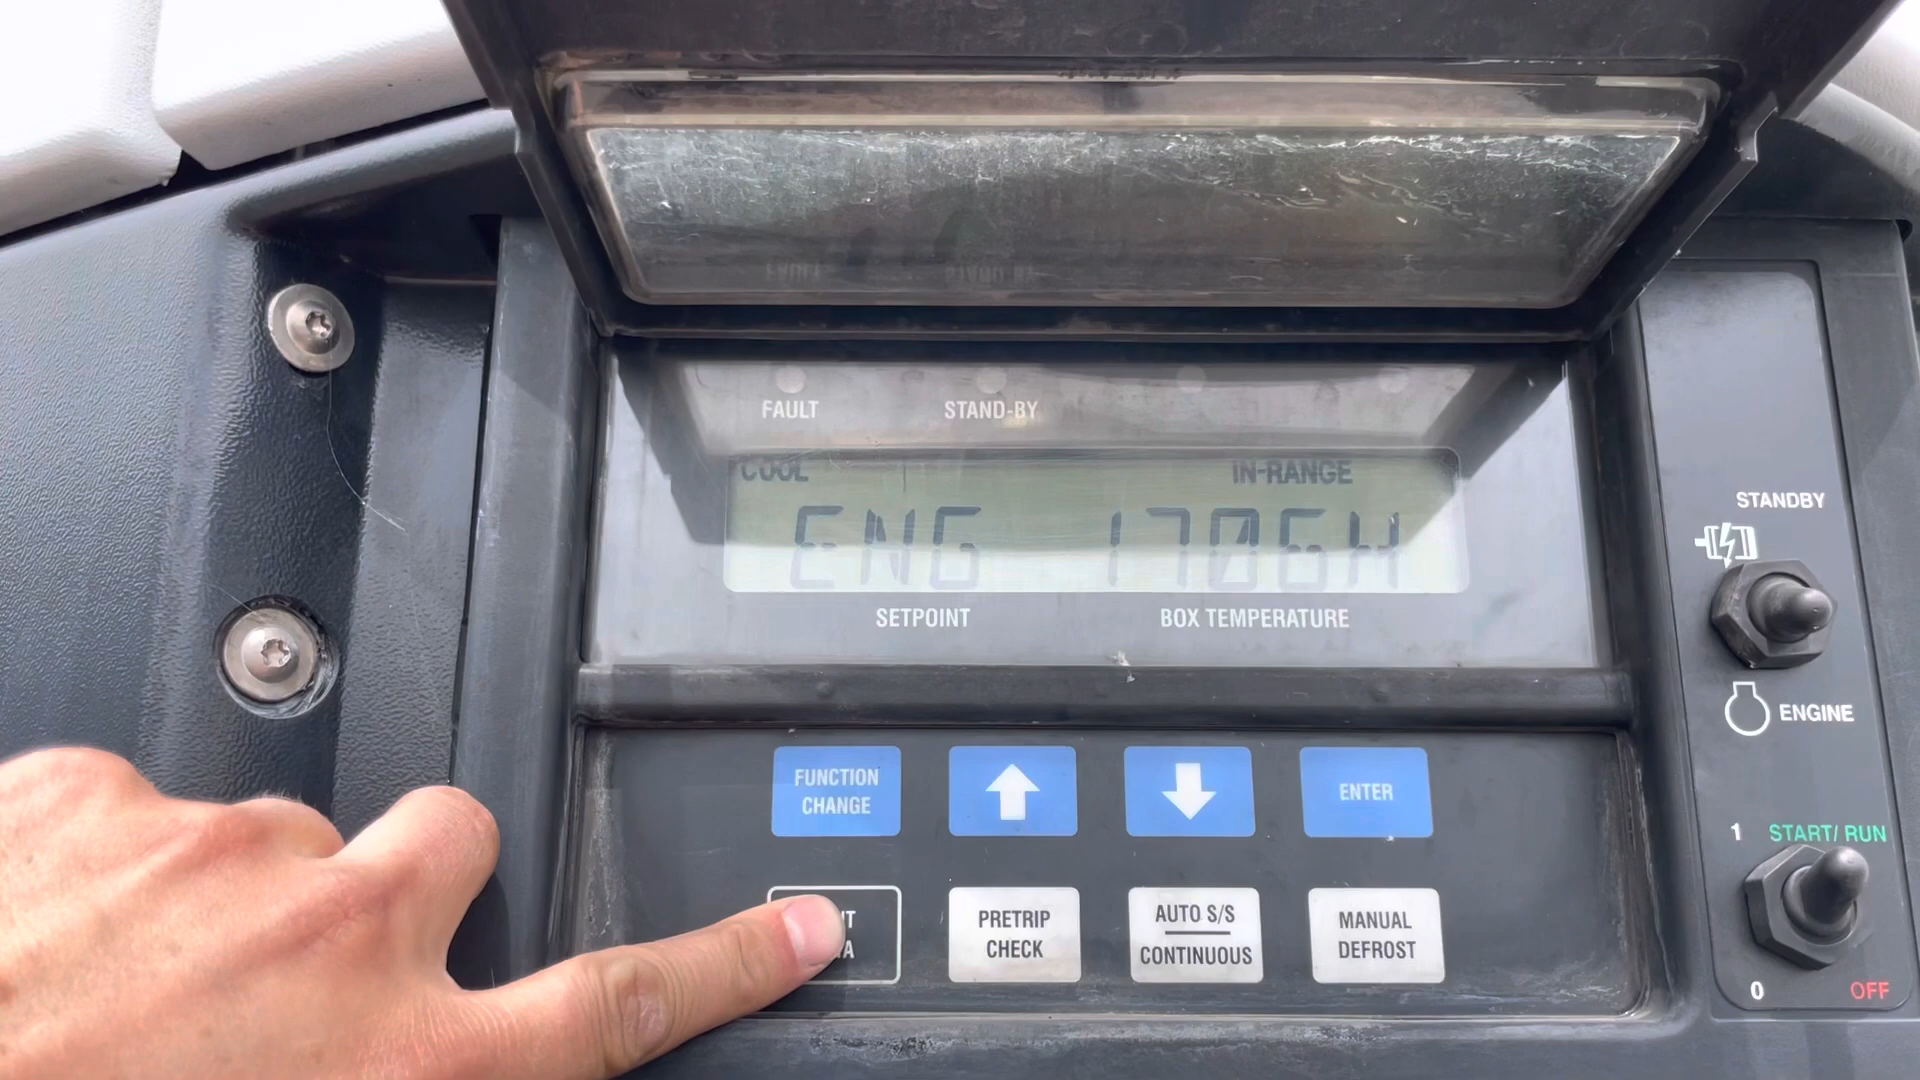 FAULT
STAND-BY
COOL
IN-RANGE
ENG 1706H
SETPOINT
BOX TEMPERATURE
FUNCTION
CHANGE
ENTER
PRETRIP
CHECK
AUTO S/S
CONTINUOUS
MANUAL
DEFROST
STANDBY
ENGINE
1 START/ RUN
0 OFF